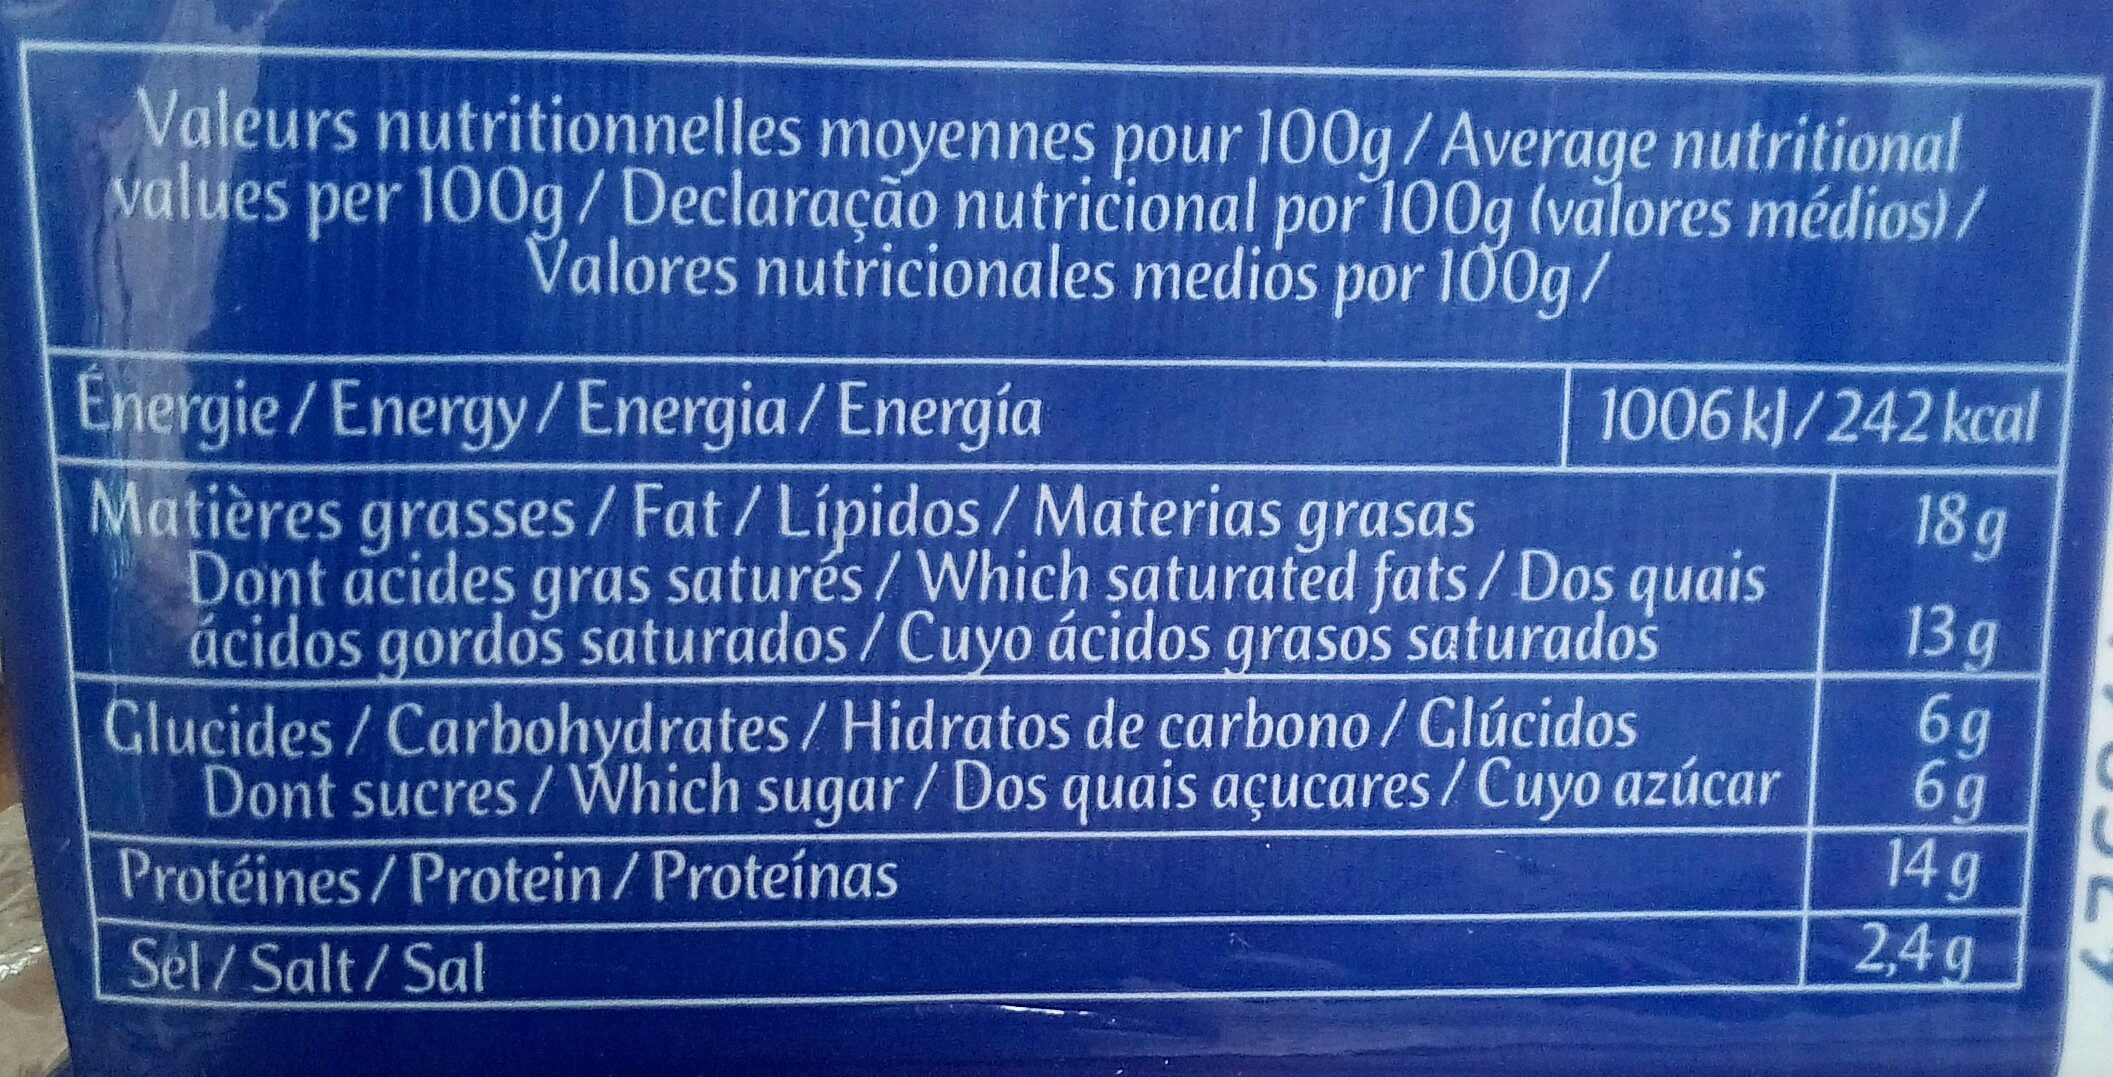 Valeurs nutritionnelles moyennes pour 100g / Average nutritional
values per 100g / Declaração nutricional por 100g (valores médios) /
Valores nutricionales medios por 100g /
Énergie / Energy / Energia / Energía 1006 kJ / 242 kcal
Matières grasses / Fat / Lípidos / Materias grasas 18 g
Dont acides gras saturés / Which saturated fats / Dos quais
ácidos gordos saturados / Cuyo ácidos grasos saturados 13 g
Glucides / Carbohydrates / Hidratos de carbono / Glúcidos 6 g
Dont sucres / Which sugar / Dos quais açucares / Cuyo azúcar 6 g
Protéines / Protein / Proteínas 14 g
Sel / Salt / Sal 2,4 g